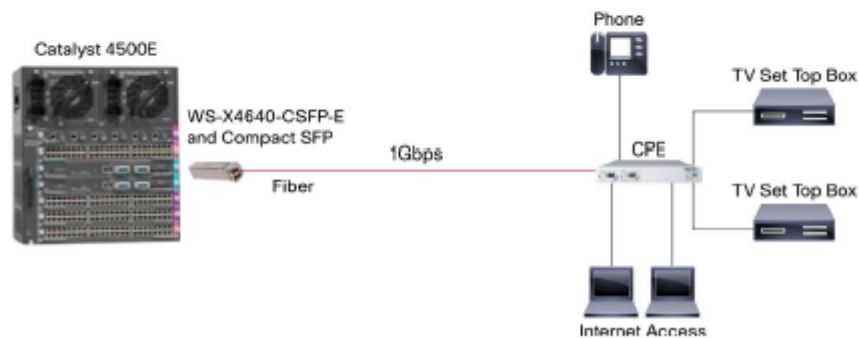 Phone
Catalyst 4500E
TV Set Top Box
WS-X4640-CSFP-E
and Compact SFP
1Gbps
CPE
Fiber
TV Set Top Box
Internet Access